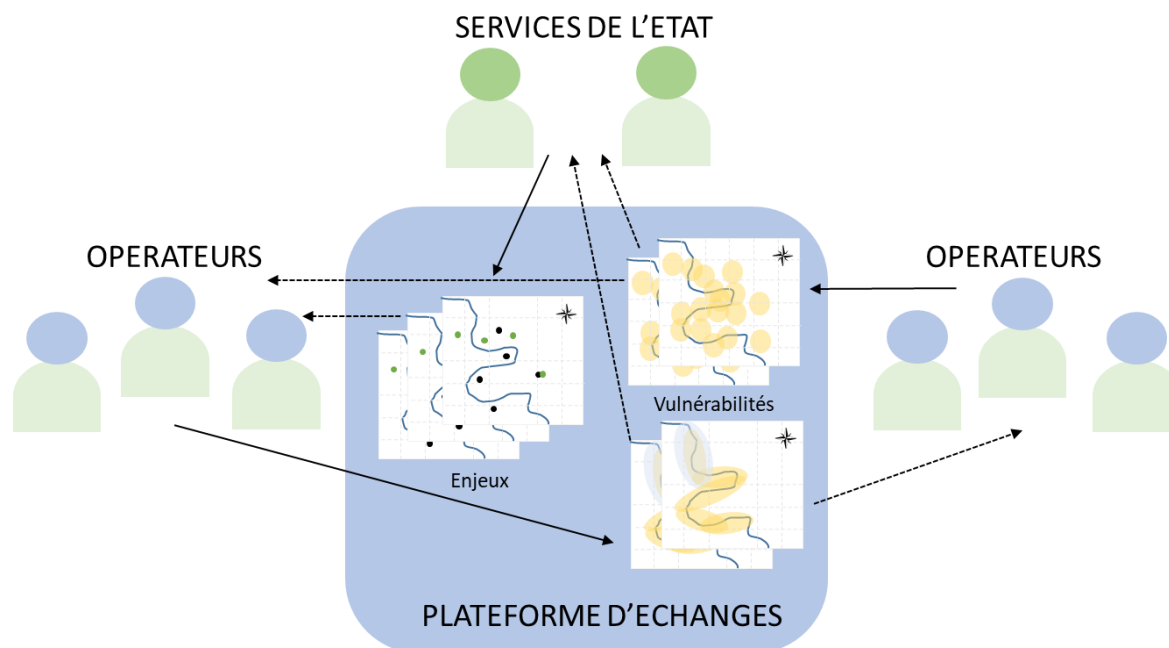 SERVICES DE L'ETAT
OPERATEURS
OPERATEURS
Vulnérabilités
Enjeux
PLATEFORME D'ECHANGES